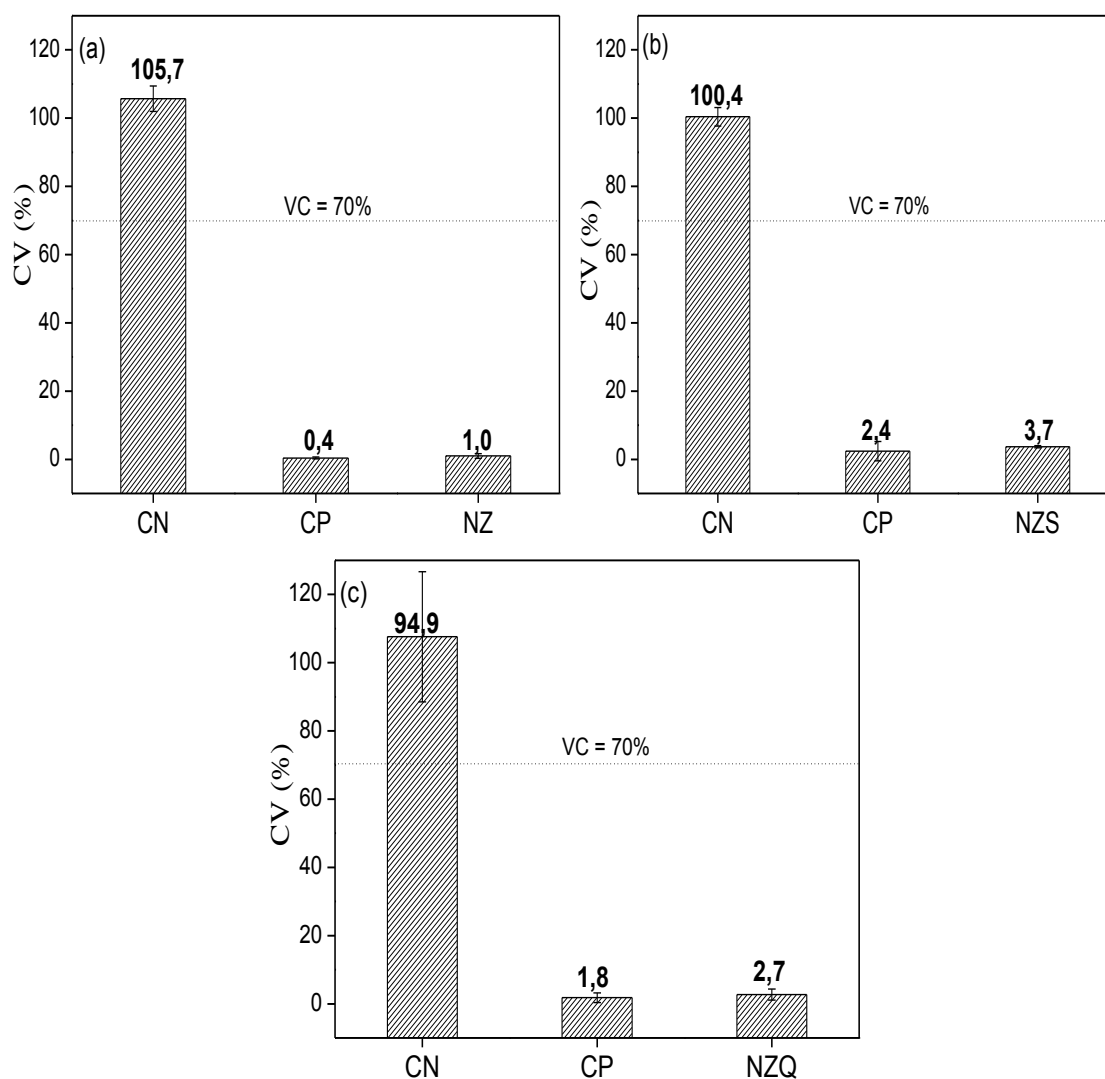 (a)
120
100
80
60
40
20
0
CV (%)
105,7
VC = 70%
0,4
1,0
CN CP NZ
(b)
120
100
80
60
40
20
0
CV (%)
100,4
VC = 70%
2,4
3,7
CN CP NZS
(c)
120
100
80
60
40
20
0
CV (%)
94,9
VC = 70%
1,8
2,7
CN CP NZQ